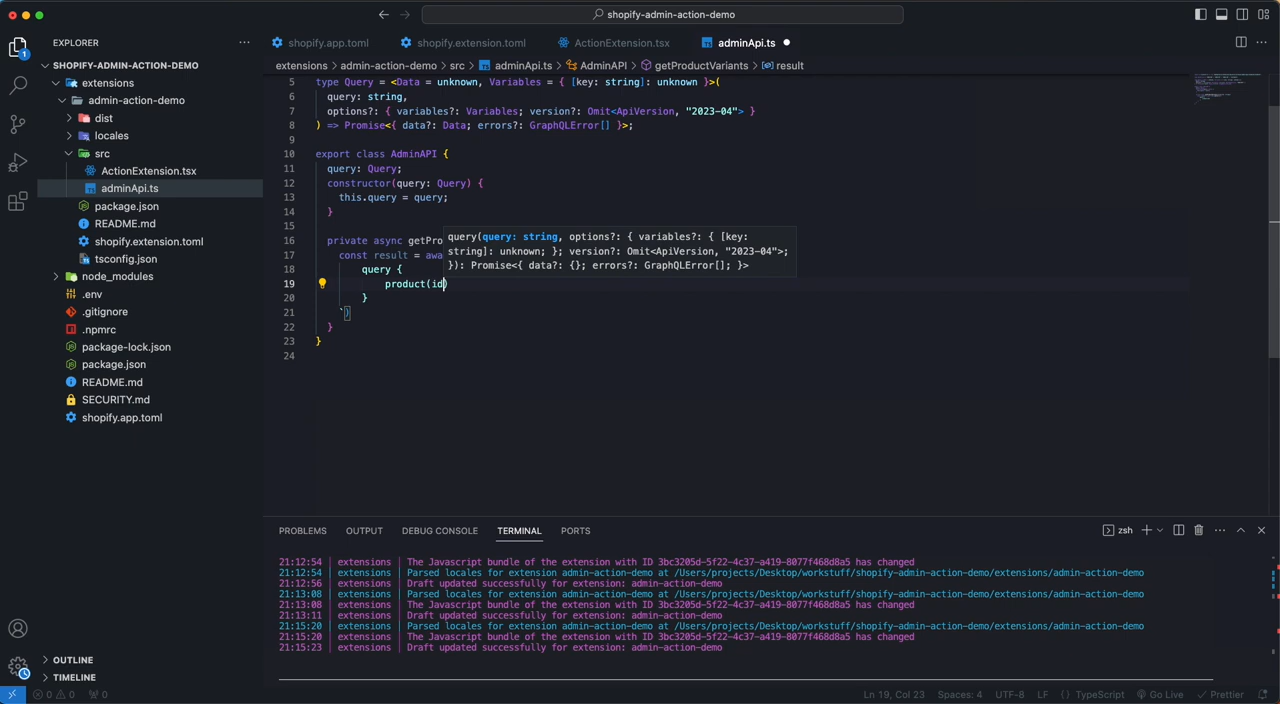 shopify-admin-action-demo
EXPLORER
shopify.app.toml
shopify.extension.toml
ActionExtension.tsx
adminApi.ts
SHOPIFY-ADMIN-ACTION-DEMO
extensions
admin-action-demo
dist
locales
src
ActionExtension.tsx
adminApi.ts
package.json
README.md
shopify.extension.toml
tsconfig.json
node_modules
.env
.gitignore
.npmrc
package-lock.json
package.json
README.md
SECURITY.md
shopify.app.toml
OUTLINE
TIMELINE
extensions > admin-action-demo > src > adminApi.ts > AdminAPI > getProductVariants > result
5 type Query = <Data = unknown, Variables = { [key: string]: unknown }>(
6 query: string,
7 options?: { variables?: Variables; version?: Omit<ApiVersion, "2023-04"> }
8 ) => Promise<{ data?: Data; errors?: GraphQLError[] }>;
9
10 export class AdminAPI {
11 query: Query;
12 constructor(query: Query) {
13 this.query = query;
14 }
15
16 private async getPro
17 const result = awa
18 query {
19 product(id)
20 }
21 `)
22 }
23 }
24
query(query: string, options?: { variables?: { [key:
string]: unknown; }; version?: Omit<ApiVersion, "2023-04">;
}): Promise<{ data?: {}; errors?: GraphQLError[]; }>
PROBLEMS OUTPUT DEBUG CONSOLE TERMINAL PORTS
zsh
21:12:54 | extensions | The Javascript bundle of the extension with ID 3bc3205d-5f22-4c37-a419-8077f468d8a5 has changed
21:12:54 | extensions | Parsed locales for extension admin-action-demo at /Users/projects/Desktop/workstuff/shopify-admin-action-demo/extensions/admin-action-demo
21:12:56 | extensions | Draft updated successfully for extension: admin-action-demo
21:13:08 | extensions | Parsed locales for extension admin-action-demo at /Users/projects/Desktop/workstuff/shopify-admin-action-demo/extensions/admin-action-demo
21:13:08 | extensions | The Javascript bundle of the extension with ID 3bc3205d-5f22-4c37-a419-8077f468d8a5 has changed
21:13:11 | extensions | Draft updated successfully for extension: admin-action-demo
21:15:20 | extensions | Parsed locales for extension admin-action-demo at /Users/projects/Desktop/workstuff/shopify-admin-action-demo/extensions/admin-action-demo
21:15:20 | extensions | The Javascript bundle of the extension with ID 3bc3205d-5f22-4c37-a419-8077f468d8a5 has changed
21:15:23 | extensions | Draft updated successfully for extension: admin-action-demo
0 0 0
Ln 19, Col 23 Spaces: 4 UTF-8 LF {} TypeScript Go Live Prettier